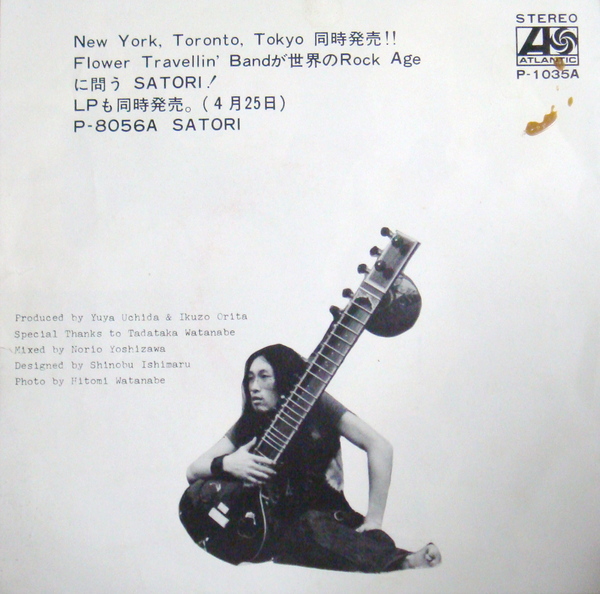 New York, Toronto, Tokyo 同時発売!!
Flower Travellin' Bandが世界のRock Age
に問う SATORI!
LPも同時発売。(4月25日)
P-8056A SATORI
STEREO
ATLANTIC
P-1035A
Produced by Yuya Uchida & Ikuzo Orita
Special Thanks to Tadataka Watanabe
Mixed by Norio Yoshizawa
Designed by Shinobu Ishimaru
Photo by Hitomi Watanabe